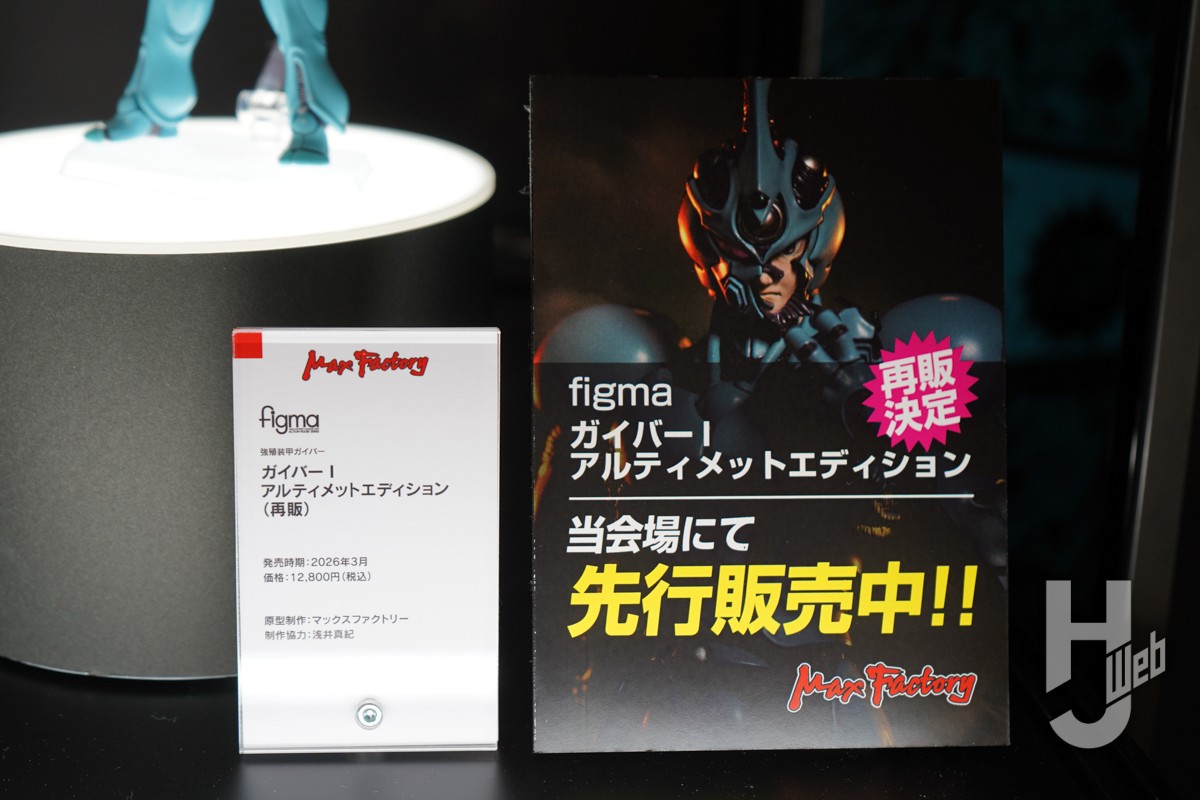 Max Factory
figma
強殖装甲ガイバー
ガイバーⅠ
アルティメットエディション
（再販）
発売時期：2026年3月
価格：12,800円（税込）
原型制作：マックスファクトリー
制作協力：浅井真紀
再販
決定
figma
ガイバーⅠ
アルティメットエディション
当会場にて
先行販売中!!
Max Factory
HJ Web